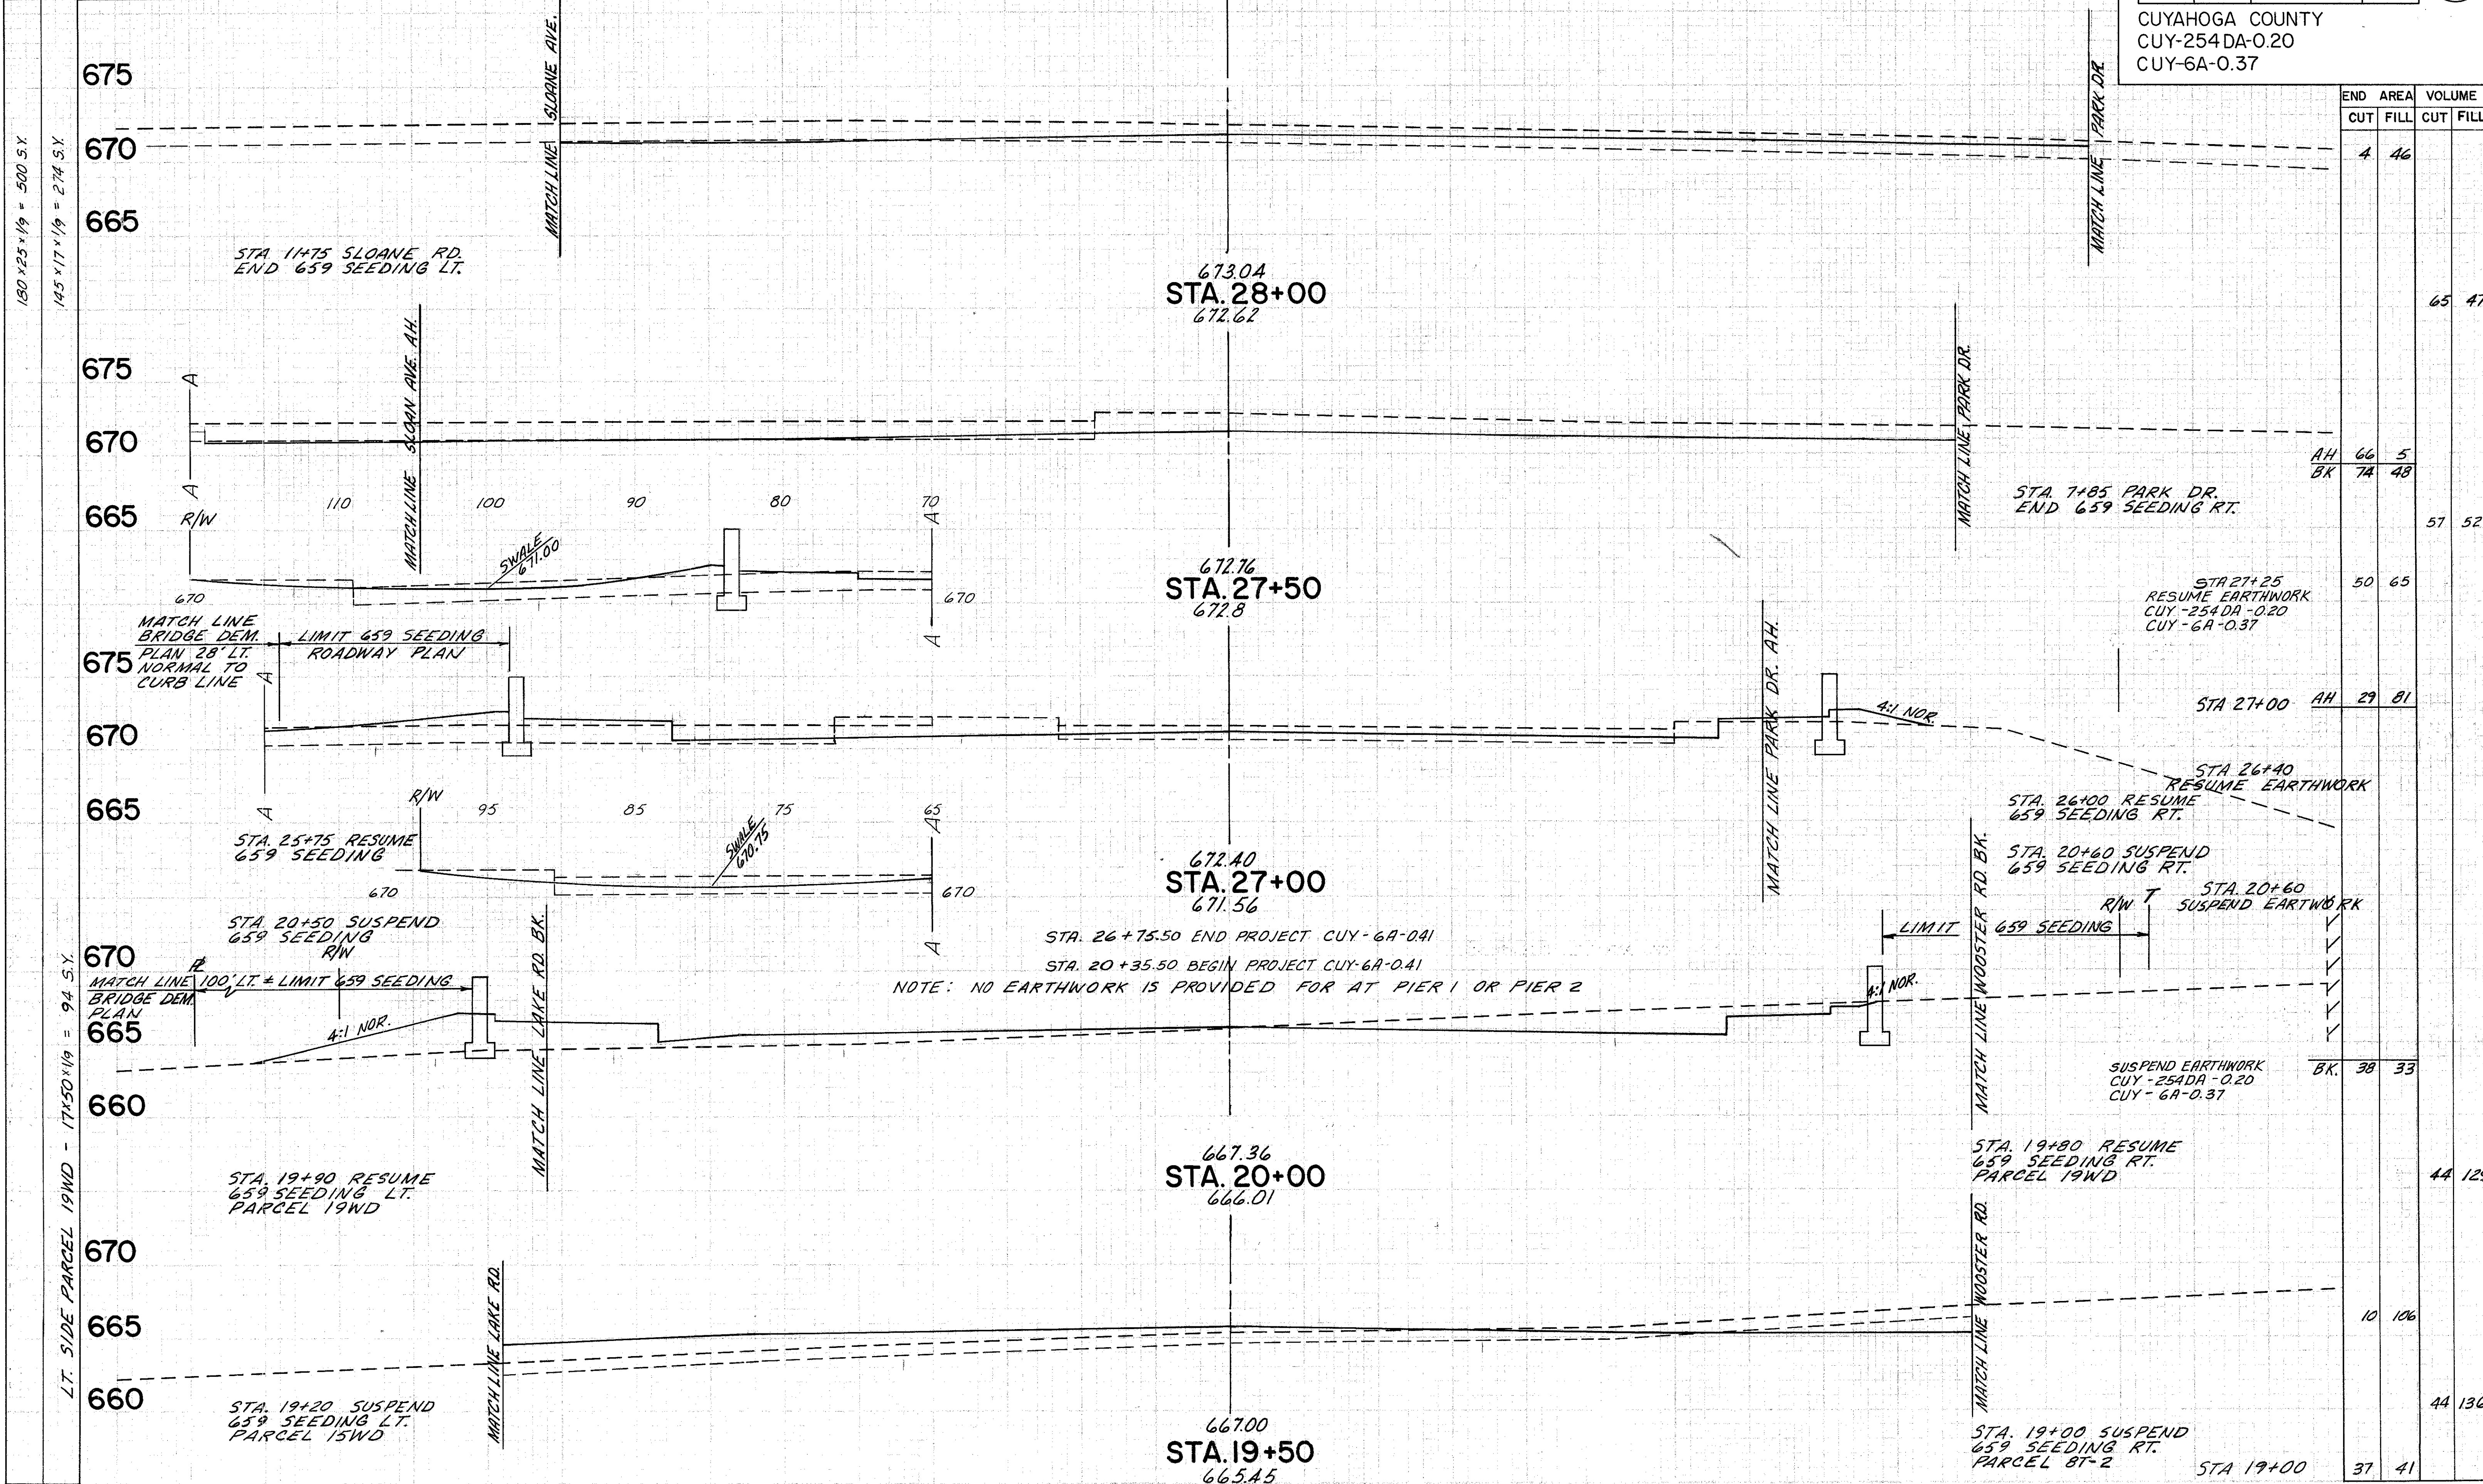 CUYAHOGA COUNTY
CUY-254DA-0.20
CUY-6A-0.37
END AREA VOLUME
CUT FILL CUT FILL
180 x 25 x 1/9 = 500 S.Y.
145 x 17 x 1/9 = 274 S.Y.
LT. SIDE PARCEL 19WD - 17x50x1/9 = 94 S.Y.
675
670
665
MATCH LINE SLOANE AVE.
MATCH LINE PARK DR.
4 46
STA. 11+75 SLOANE RD.
END 659 SEEDING LT.
673.04
STA. 28+00
672.62
65
675
670
665
A
A
R/W
MATCH LINE SLOAN AVE. AH.
MATCH LINE PARK DR.
AH 66 5
BK 74 48
110 100 90 80 70
A
STA. 7+85 PARK DR.
END 659 SEEDING RT.
57 52
SWALE
671.00
670
670
A
672.76
STA. 27+50
672.8
STA 27+25
RESUME EARTHWORK
CUY-254DA-0.20
CUY-6A-0.37
50 65
MATCH LINE
BRIDGE DEM.
PLAN 28' LT.
NORMAL TO
CURB LINE
LIMIT 659 SEEDING
ROADWAY PLAN
675
670
665
A
A
MATCH LINE PARK DR. AH.
4:1 NOR.
STA 27+00 AH 29 81
STA 26+40
RESUME EARTHWORK
STA. 26+00 RESUME
659 SEEDING RT.
R/W
95 85 75 65
A
STA. 25+75 RESUME
659 SEEDING
SWALE
670.75
670
670
A
672.40
STA. 27+00
671.56
STA. 20+60 SUSPEND
659 SEEDING RT.
STA. 20+60
SUSPEND EARTWORK
STA. 20+50 SUSPEND
659 SEEDING
R/W
STA. 26+75.50 END PROJECT CUY-6A-0.41
STA. 20+35.50 BEGIN PROJECT CUY-6A-0.41
NOTE: NO EARTHWORK IS PROVIDED FOR AT PIER 1 OR PIER 2
R/W T
LIMIT 659 SEEDING
670
665
660
MATCH LINE 100' LT. ± LIMIT 659 SEEDING
BRIDGE DEM.
PLAN
4:1 NOR.
MATCH LINE LAKE RD. BK.
4:1 NOR.
MATCH LINE WOOSTER RD. BK.
SUSPEND EARTHWORK
CUY-254DA-0.20
CUY-6A-0.37
BK. 38 33
667.36
STA. 20+00
666.01
STA. 19+90 RESUME
659 SEEDING LT.
PARCEL 19WD
STA. 19+80 RESUME
659 SEEDING RT.
PARCEL 19WD
44
670
665
660
MATCH LINE LAKE RD.
MATCH LINE WOOSTER RD.
10 106
44 136
STA. 19+20 SUSPEND
659 SEEDING LT.
PARCEL 15WD
667.00
STA. 19+50
665.45
STA. 19+00 SUSPEND
659 SEEDING RT.
PARCEL 8T-2
STA 19+00 37 41